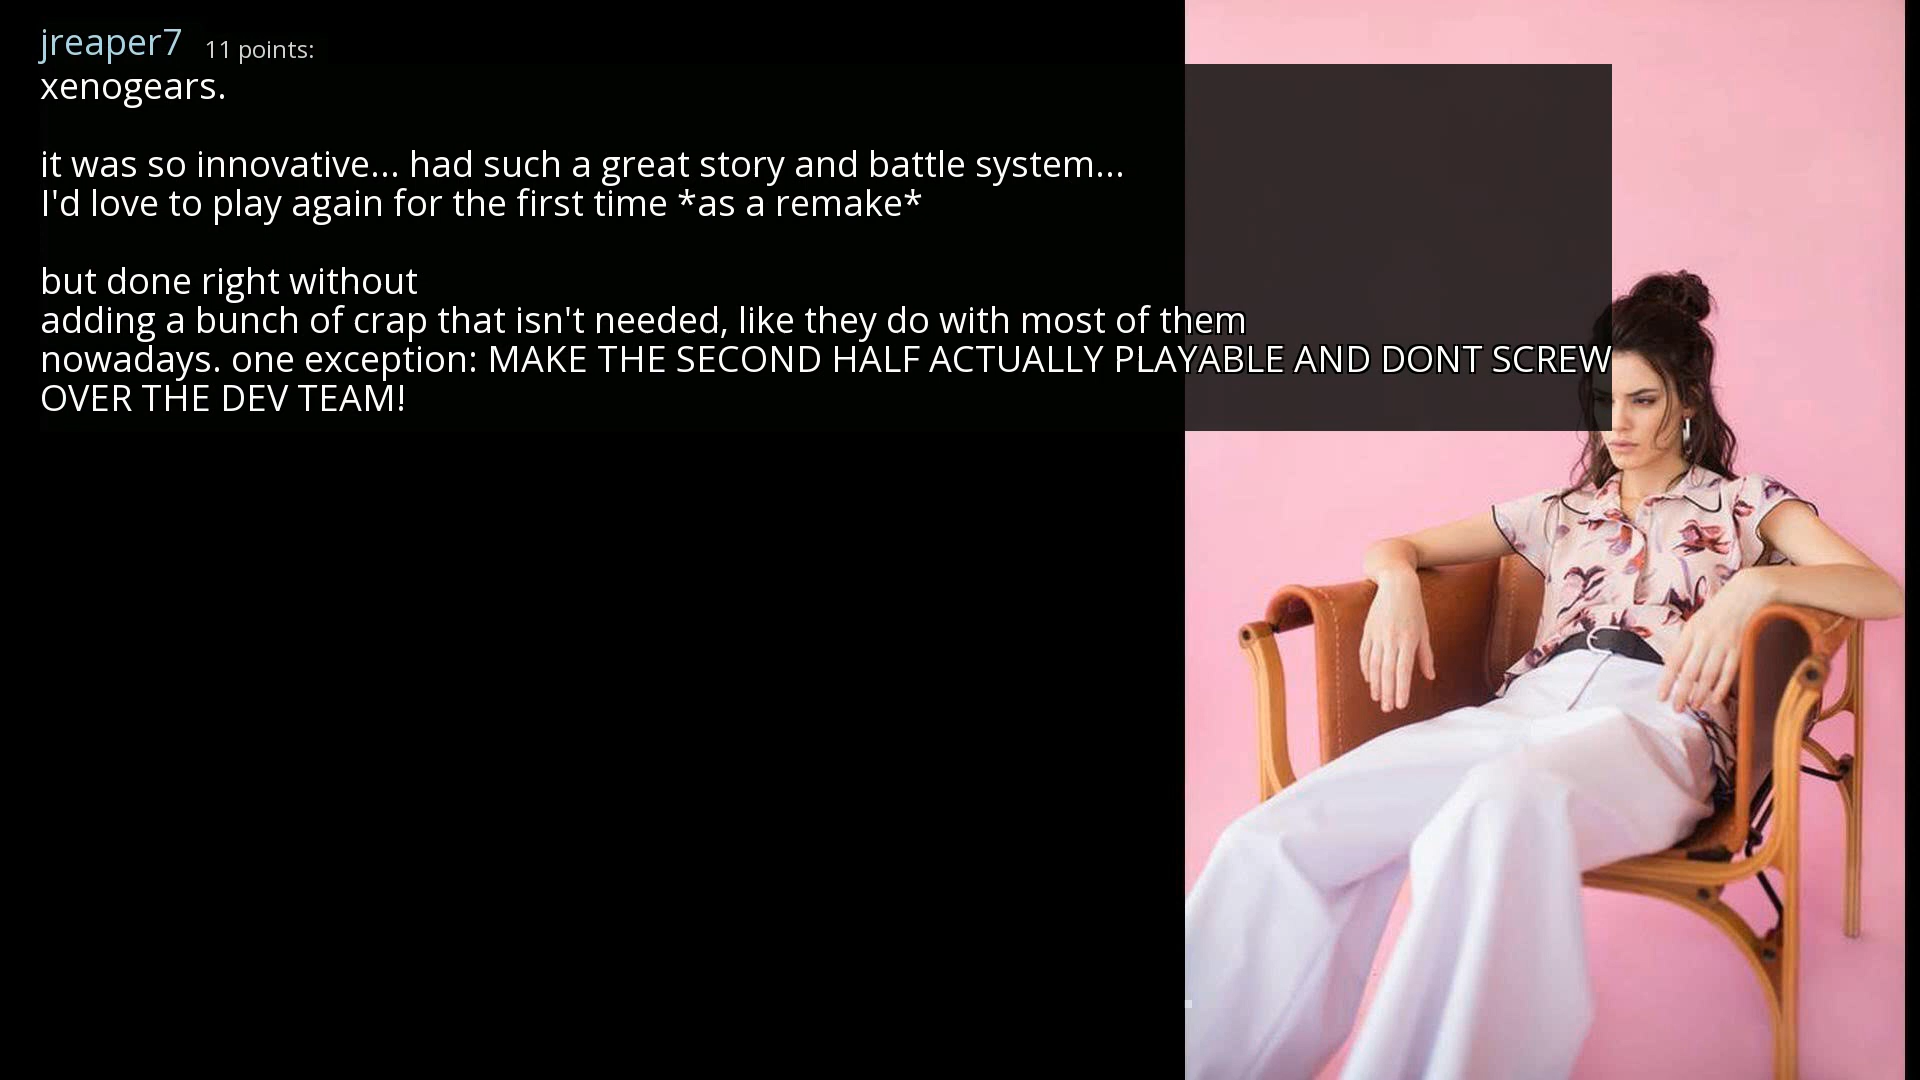 jreaper7 11 points:
xenogears.
it was so innovative... had such a great story and battle system...
I'd love to play again for the first time *as a remake*
but done right without
adding a bunch of crap that isn't needed, like they do with most of them
nowadays. one exception: MAKE THE SECOND HALF ACTUALLY PLAYABLE AND DONT SCREW
OVER THE DEV TEAM!